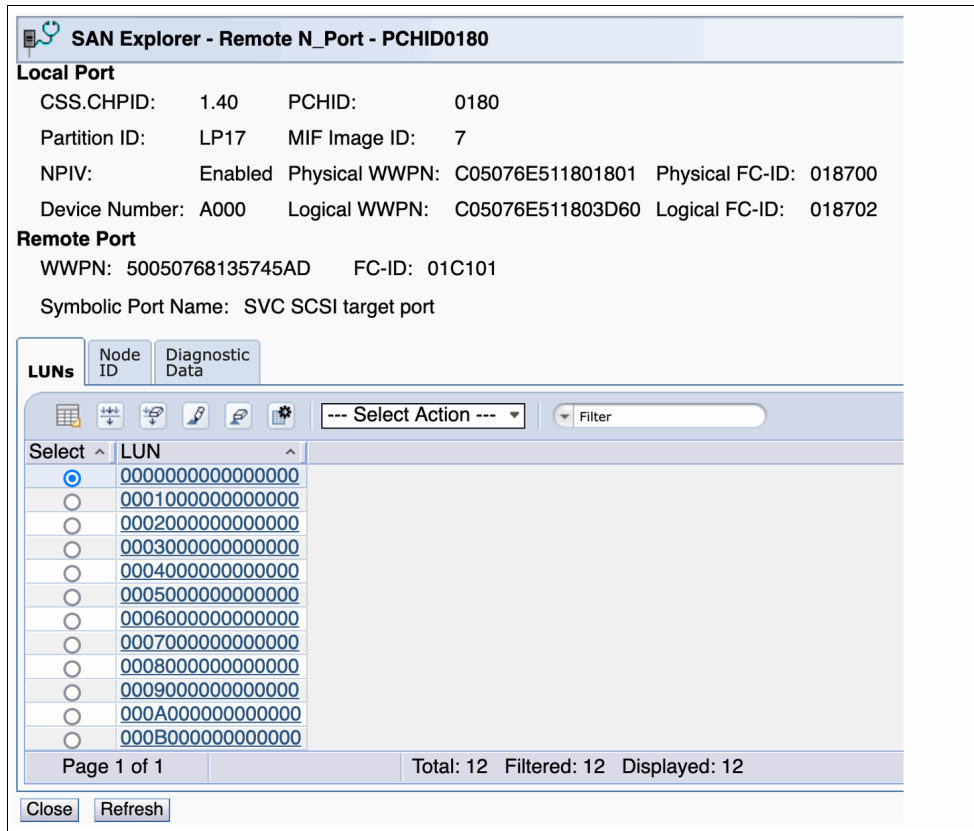 SAN Explorer - Remote N_Port - PCHID0180
Local Port
CSS.CHPID: 1.40 PCHID: 0180
Partition ID: LP17 MIF Image ID: 7
NPIV: Enabled Physical WWPN: C05076E511801801 Physical FC-ID: 018700
Device Number: A000 Logical WWPN: C05076E511803D60 Logical FC-ID: 018702
Remote Port
WWPN: 50050768135745AD FC-ID: 01C101
Symbolic Port Name: SVC SCSI target port
LUNs Node ID Diagnostic Data
--- Select Action --- Filter
Select LUN
0000000000000000
0001000000000000
0002000000000000
0003000000000000
0004000000000000
0005000000000000
0006000000000000
0007000000000000
0008000000000000
0009000000000000
000A000000000000
000B000000000000
Page 1 of 1 Total: 12 Filtered: 12 Displayed: 12
Close Refresh